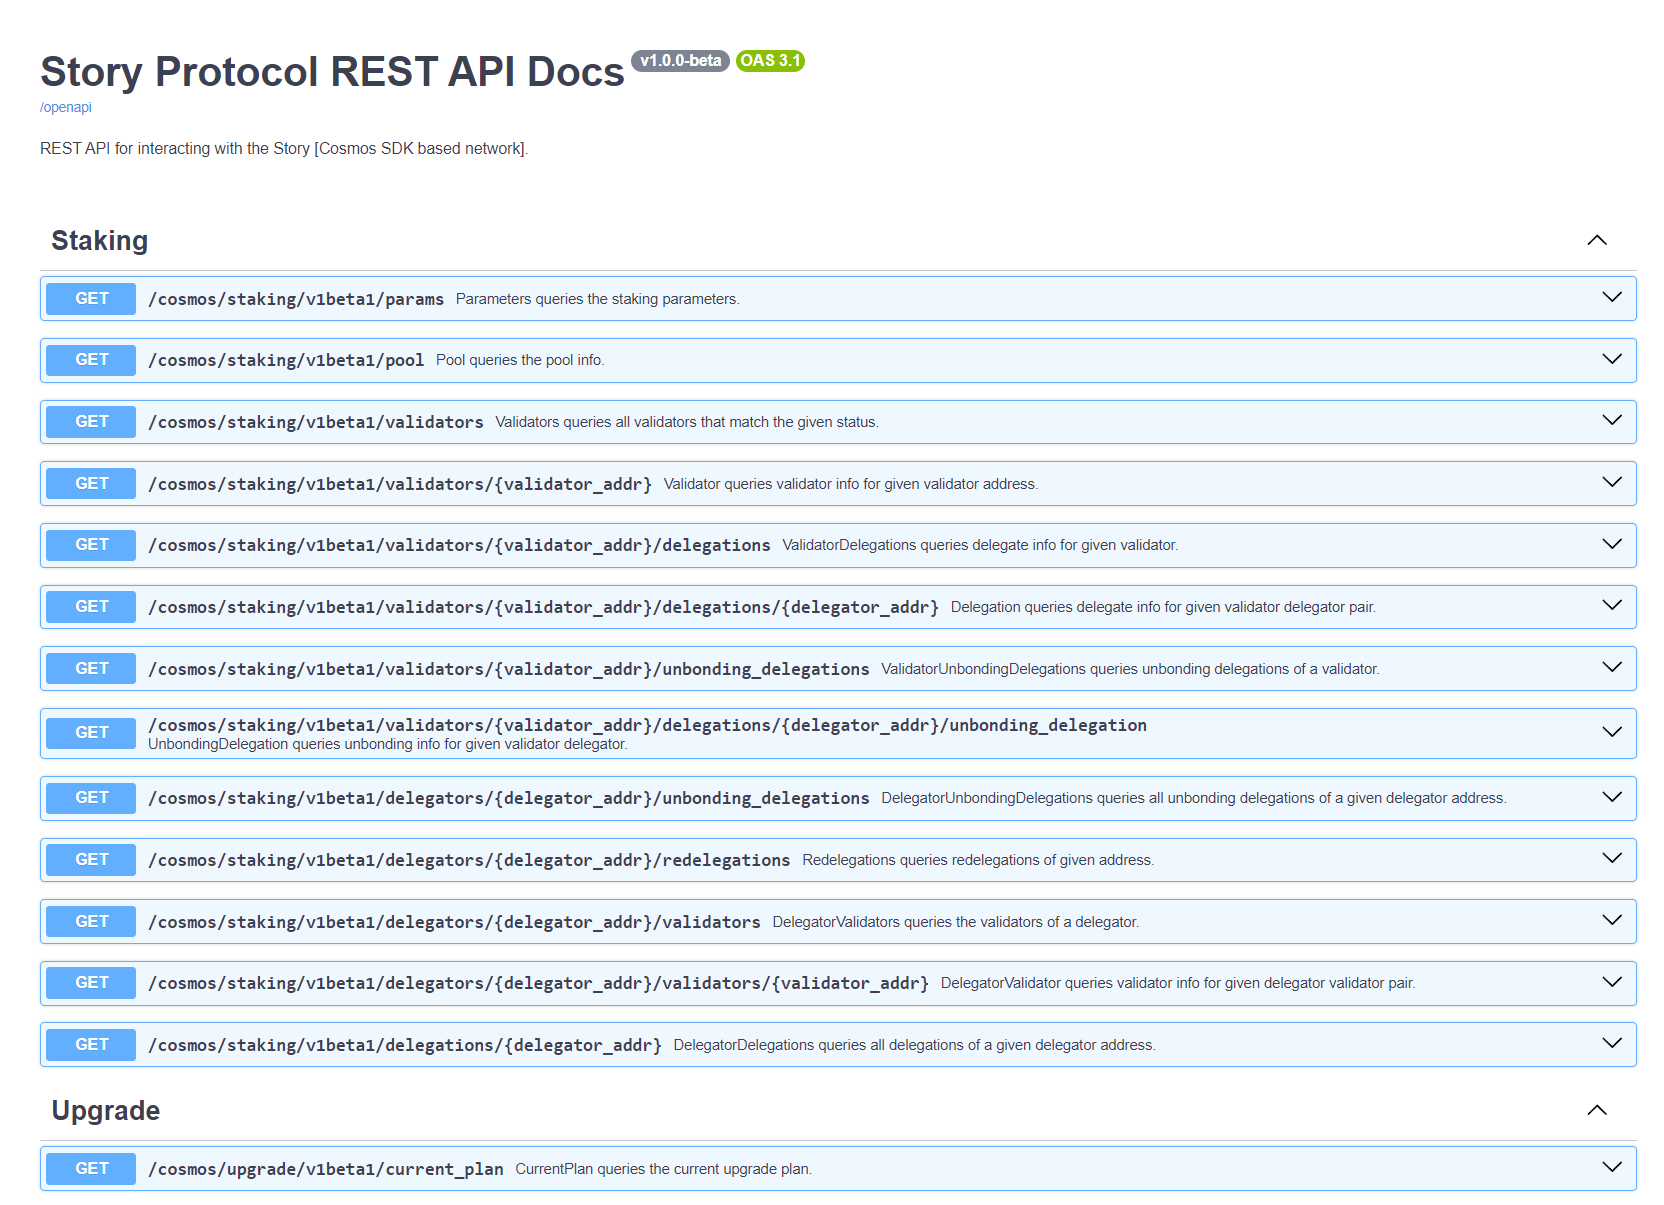 Story Protocol REST API Docs v1.0.0-beta OAS 3.1
/openapi
REST API for interacting with the Story [Cosmos SDK based network].
Staking
GET /cosmos/staking/v1beta1/params Parameters queries the staking parameters.
GET /cosmos/staking/v1beta1/pool Pool queries the pool info.
GET /cosmos/staking/v1beta1/validators Validators queries all validators that match the given status.
GET /cosmos/staking/v1beta1/validators/{validator_addr} Validator queries validator info for given validator address.
GET /cosmos/staking/v1beta1/validators/{validator_addr}/delegations ValidatorDelegations queries delegate info for given validator.
GET /cosmos/staking/v1beta1/validators/{validator_addr}/delegations/{delegator_addr} Delegation queries delegate info for given validator delegator pair.
GET /cosmos/staking/v1beta1/validators/{validator_addr}/unbonding_delegations ValidatorUnbondingDelegations queries unbonding delegations of a validator.
GET /cosmos/staking/v1beta1/validators/{validator_addr}/delegations/{delegator_addr}/unbonding_delegation
UnbondingDelegation queries unbonding info for given validator delegator.
GET /cosmos/staking/v1beta1/delegators/{delegator_addr}/unbonding_delegations DelegatorUnbondingDelegations queries all unbonding delegations of a given delegator address.
GET /cosmos/staking/v1beta1/delegators/{delegator_addr}/redelegations Redelegations queries redelegations of given address.
GET /cosmos/staking/v1beta1/delegators/{delegator_addr}/validators DelegatorValidators queries the validators of a delegator.
GET /cosmos/staking/v1beta1/delegators/{delegator_addr}/validators/{validator_addr} DelegatorValidator queries validator info for given delegator validator pair.
GET /cosmos/staking/v1beta1/delegations/{delegator_addr} DelegatorDelegations queries all delegations of a given delegator address.
Upgrade
GET /cosmos/upgrade/v1beta1/current_plan CurrentPlan queries the current upgrade plan.